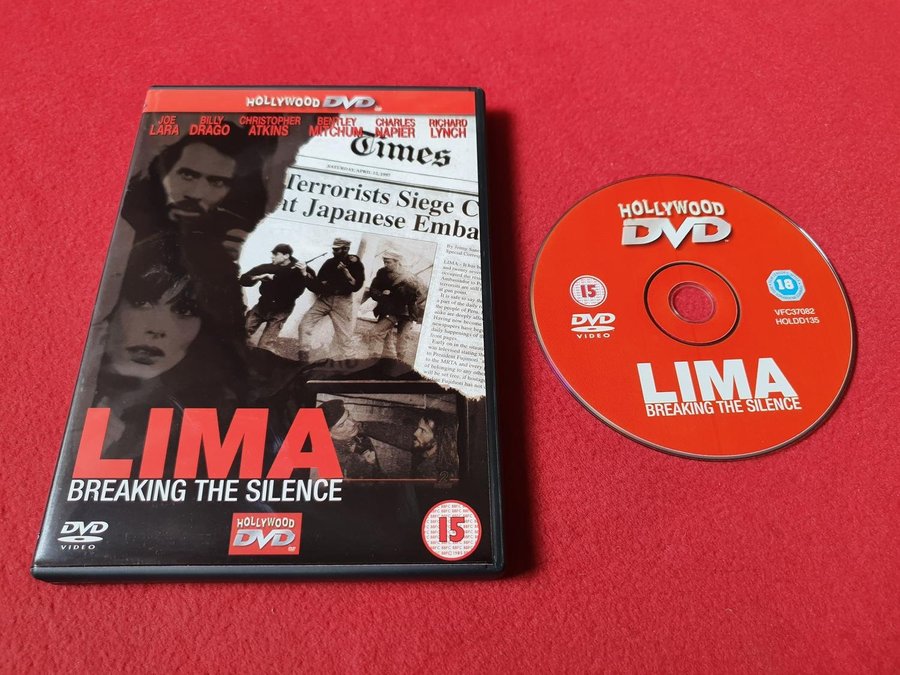 HOLLYWOOD DVD
JOE LARA
BILLY DRAGO
CHRISTOPHER ATKINS
BENTLEY MITCHUM
CHARLES NAPIER
RICHARD LYNCH
Times
SATURDAY, APRIL
Terrorists Siege C
at Japanese Emba
LIMA
BREAKING THE SILENCE
DVD
VIDEO
HOLLYWOOD
DVD
15
HOLLYWOOD
DVD
15
18
DVD
VIDEO
VFC37082
HOLDD135
LIMA
BREAKING THE SILENCE